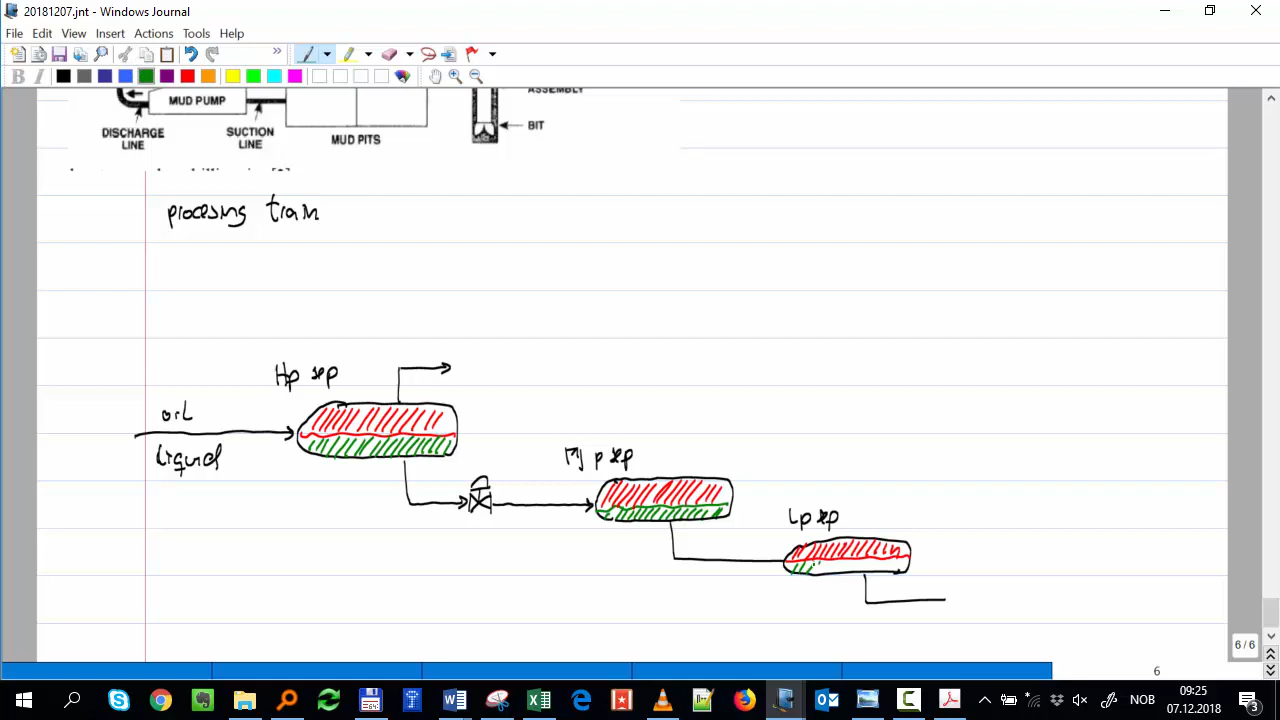 20181207.jnt - Windows Journal
File Edit View Insert Actions Tools Help
B I
ASSEMBLY
MUD PUMP
BIT
DISCHARGE
LINE
SUCTION
LINE
MUD PITS
procesing train
Hp sep
oil
Liquid
Mp sep
Lp sep
6/6
6
NOB
09:25
07.12.2018
3